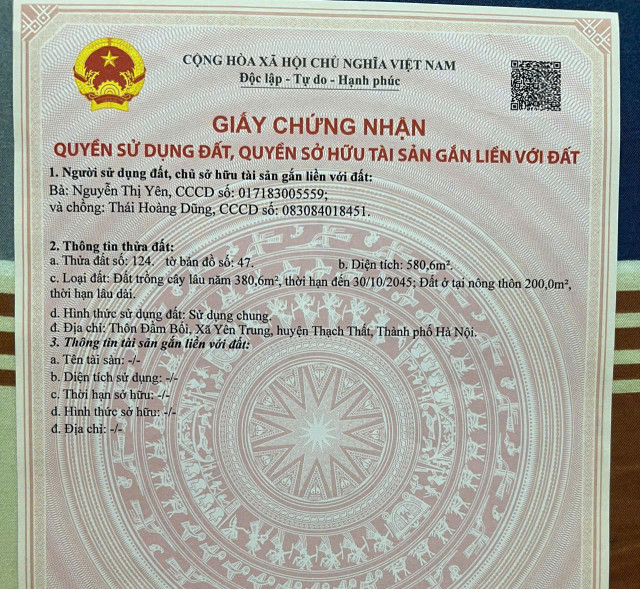 CỘNG HÒA XÃ HỘI CHỦ NGHĨA VIỆT NAM
Độc lập - Tự do - Hạnh phúc
GIẤY CHỨNG NHẬN
QUYỀN SỬ DỤNG ĐẤT, QUYỀN SỞ HỮU TÀI SẢN GẮN LIỀN VỚI ĐẤT
1. Người sử dụng đất, chủ sở hữu tài sản gắn liền với đất:
Bà: Nguyễn Thị Yên, CCCD số: 017183005559;
và chồng: Thái Hoàng Dũng, CCCD số: 083084018451.
2. Thông tin thửa đất:
a. Thửa đất số: 124. tờ bản đồ số: 47. b. Diện tích: 580,6m².
c. Loại đất: Đất trồng cây lâu năm 380,6m², thời hạn đến 30/10/2045; Đất ở tại nông thôn 200,0m²,
thời hạn lâu dài.
d. Hình thức sử dụng đất: Sử dụng chung.
đ. Địa chỉ: Thôn Đầm Bối, Xã Yên Trung, huyện Thạch Thất, Thành phố Hà Nội.
3. Thông tin tài sản gắn liền với đất:
a. Tên tài sản: -/-
b. Diện tích sử dụng: -/-
c. Thời hạn sở hữu: -/-
d. Hình thức sở hữu: -/-
đ. Địa chỉ: -/-